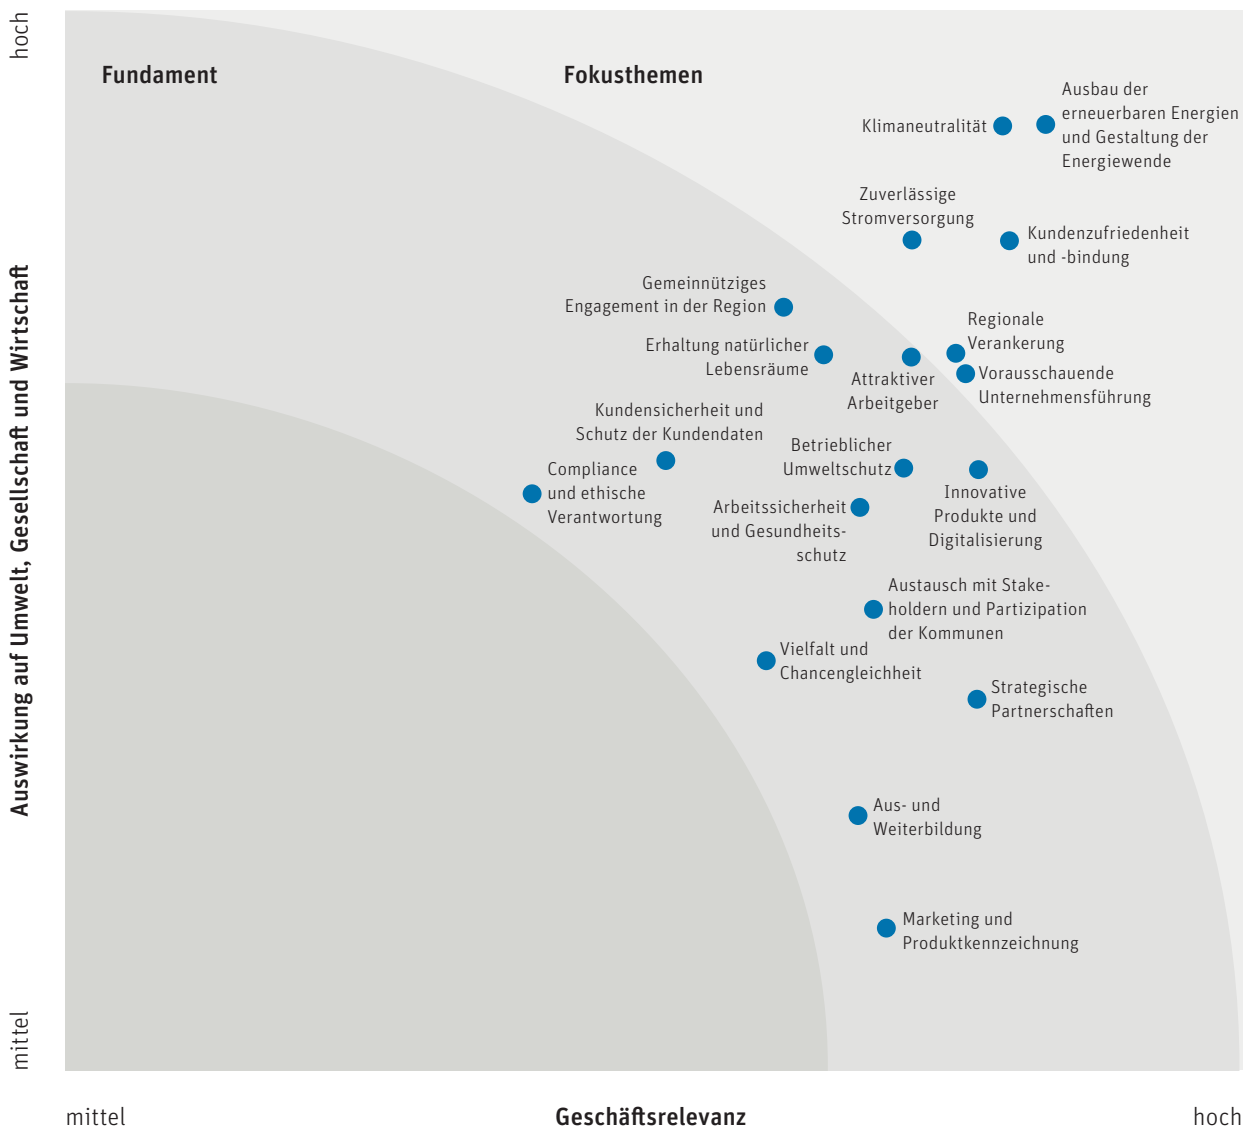 hoch
Fundament
Fokusthemen
Ausbau der
erneuerbaren Energien
und Gestaltung der
Energiewende
Klimaneutralität
Zuverlässige
Stromversorgung
Kundenzufriedenheit
und -bindung
Gemeinnütziges
Engagement in der Region
Regionale
Verankerung
Erhaltung natürlicher
Lebensräume
Attraktiver
Arbeitgeber
Vorausschauende
Unternehmensführung
Kundensicherheit und
Schutz der Kundendaten
Betrieblicher
Umweltschutz
Compliance
und ethische
Verantwortung
Innovative
Produkte und
Digitalisierung
Arbeitssicherheit
und Gesundheits-
schutz
Austausch mit Stake-
holdern und Partizipation
der Kommunen
Vielfalt und
Chancengleichheit
Strategische
Partnerschaften
Aus- und
Weiterbildung
Marketing und
Produktkennzeichnung
Auswirkung auf Umwelt, Gesellschaft und Wirtschaft
mittel
mittel
Geschäftsrelevanz
hoch